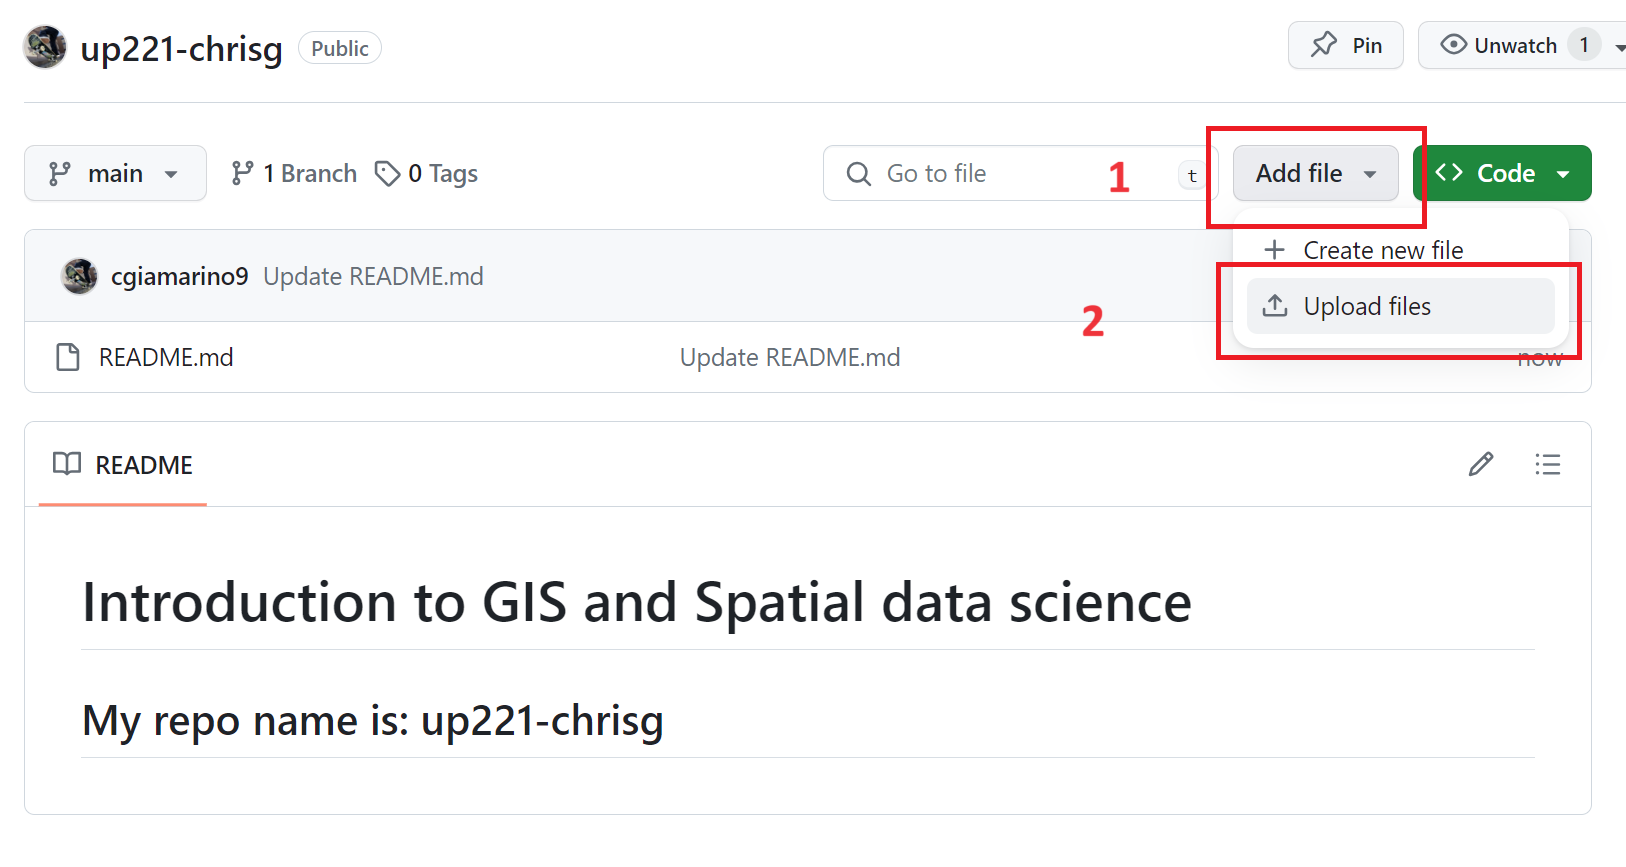 up221-chrisg Public Pin Unwatch 1
main 1 Branch 0 Tags Go to file 1 t Add file Code
Create new file
cgiamarino9 Update README.md
Upload files
2
README.md Update README.md now
README
Introduction to GIS and Spatial data science
My repo name is: up221-chrisg